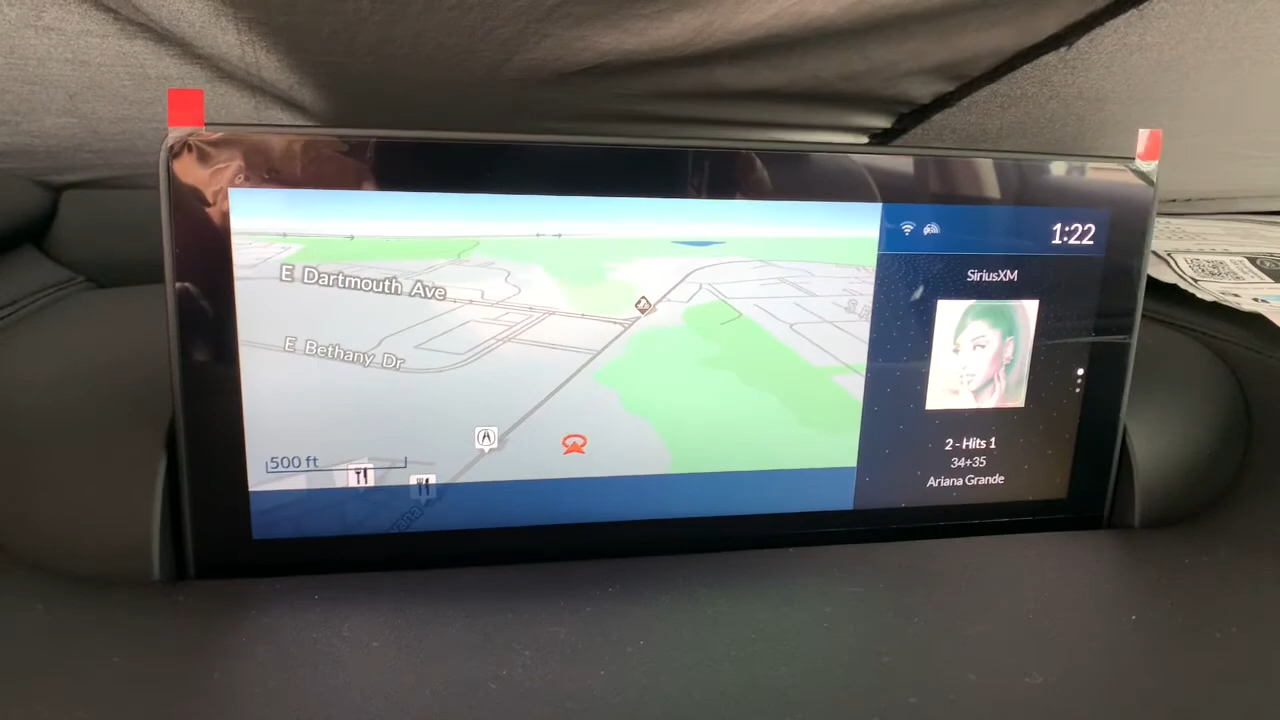 E Dartmouth Ave
E Bethany Dr
500 ft
1:22
SiriusXM
2 - Hits 1
34+35
Ariana Grande